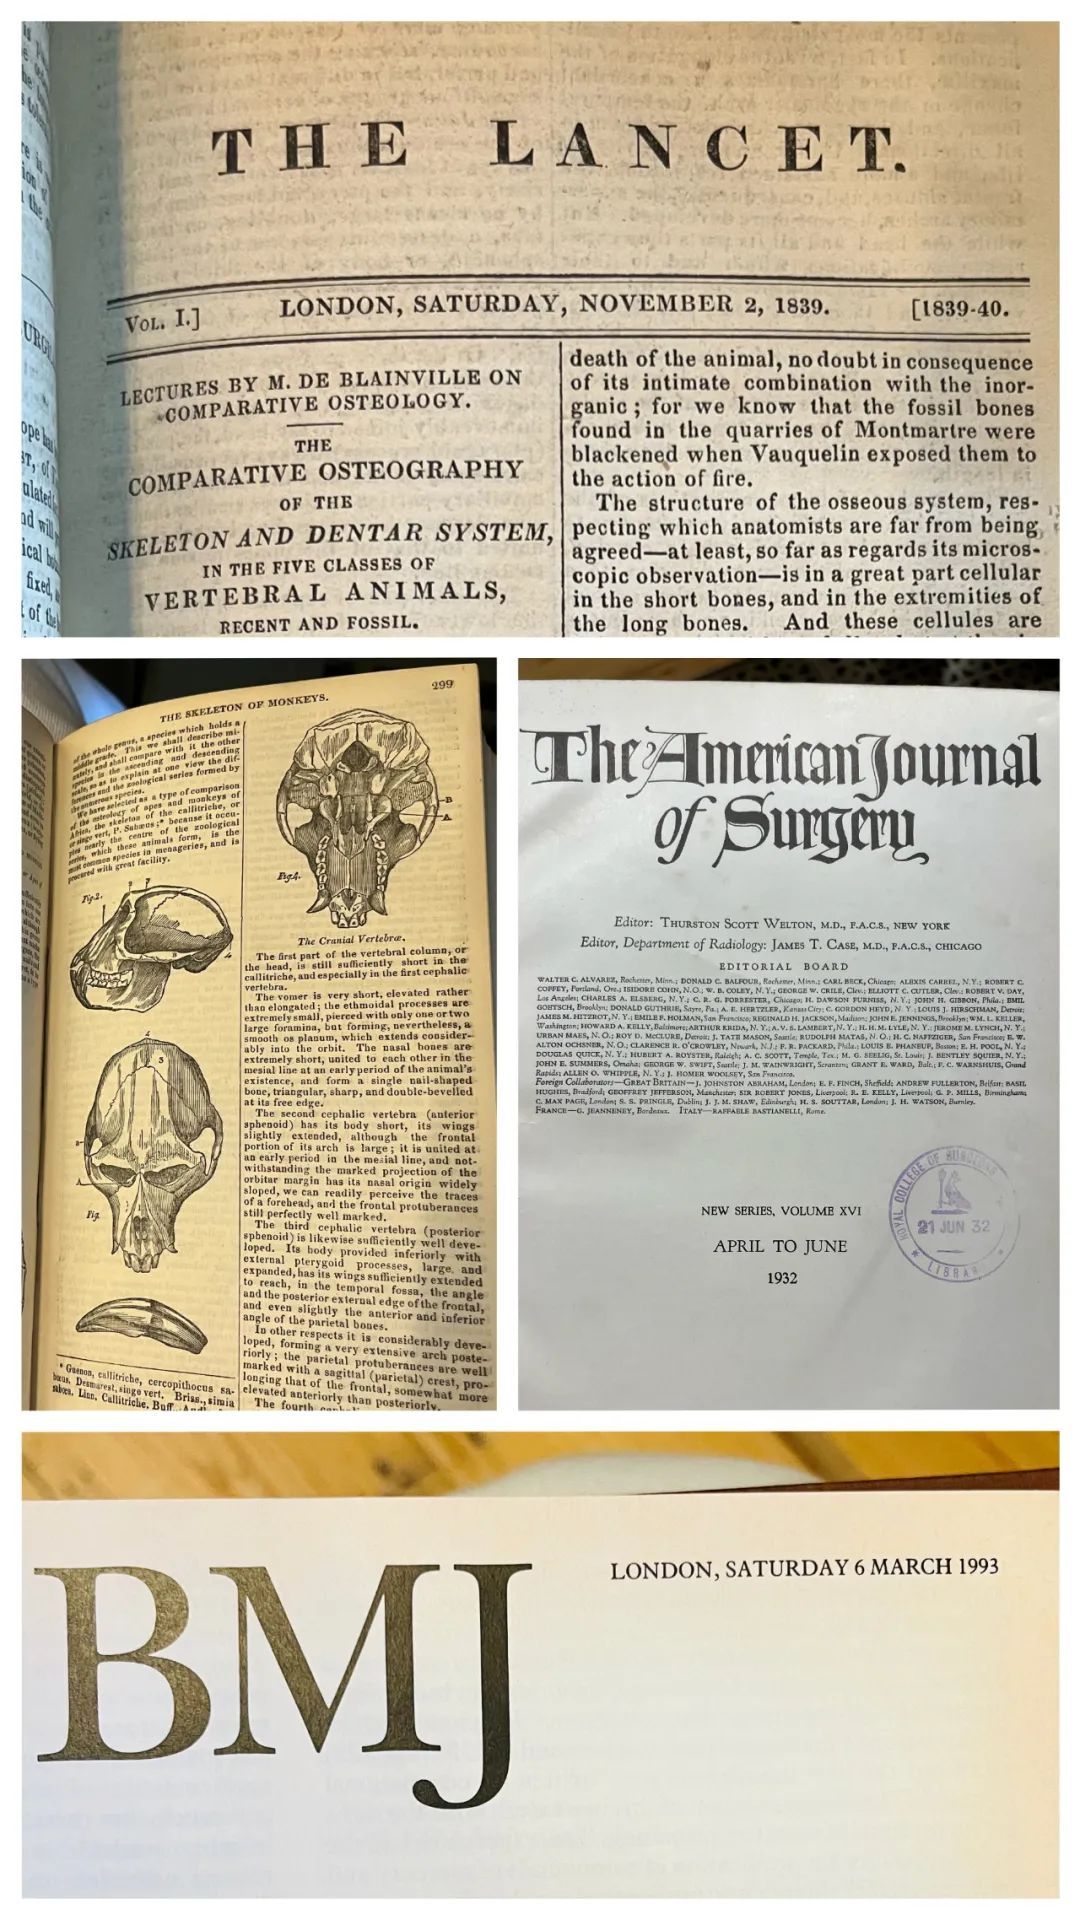 THE LANCET.
VOL. I.] LONDON, SATURDAY, NOVEMBER 2, 1839. [1839-40.
LECTURES BY M. DE BLAINVILLE ON
COMPARATIVE OSTEOLOGY.
THE
COMPARATIVE OSTEOGRAPHY
OF THE
SKELETON AND DENTAR SYSTEM,
IN THE FIVE CLASSES OF
VERTEBRAL ANIMALS,
RECENT AND FOSSIL.
death of the animal, no doubt in consequence
of its intimate combination with the inor-
ganic; for we know that the fossil bones
found in the quarries of Montmartre were
blackened when Vauquelin exposed them to
the action of fire.
The structure of the osseous system, res-
pecting which anatomists are far from being
agreed—at least, so far as regards its micros-
copic observation—is in a great part cellular
in the short bones, and in the extremities of
the long bones. And these cellules are
THE SKELETON OF MONKEYS. 299
of the whole genus, a species which holds a
middle grade. This we shall describe mi-
nutely, and shall compare with it the other
species in the ascending and descending
scale, so as to explain at one view the dif-
ferences and the zoological series formed by
the numerous species.
We have selected as a type of comparison
of the osteology of apes and monkeys of
Africa, the skeleton of the callitriche, or
singe vert, P. Sabæus;* because it occu-
pies nearly the centre of the zoological
series, which these animals form, is the
most common species in menageries, and is
procured with great facility.
Fig. 2.
Fig.
* Guenon, callitriche, cercopithocus sa-
bœus, Desmarest, singe vert, Briss., simia
sabœa, Linn. Callitriche, Buff.
B
A
Fig. 4.
The Cranial Vertebræ.
The first part of the vertebral column, or
the head, is still sufficiently short in the
callitriche, and especially in the first cephalic
vertebra.
The vomer is very short, elevated rather
than elongated; the ethmoidal processes are
extremely small, pierced with only one or two
large foramina, but forming, nevertheless, a
smooth os planum, which extends consider-
ably into the orbit. The nasal bones are
extremely short, united to each other in the
mesial line at an early period of the animal's
existence, and form a single nail-shaped
bone, triangular, sharp, and double-bevelled
at its free edge.
The second cephalic vertebra (anterior
sphenoid) has its body short, its wings
slightly extended, although the frontal
portion of its arch is large; it is united at
an early period in the mesial line, and not-
withstanding the marked projection of the
orbitar margin has its nasal origin widely
sloped, we can readily perceive the traces
of a forehead, and the frontal protuberances
still perfectly well marked.
The third cephalic vertebra (posterior
sphenoid) is likewise sufficiently well deve-
loped. Its body provided inferiorly with
external pterygoid processes, large and
expanded, has its wings sufficiently extended
to reach, in the temporal fossa, the angle
and the posterior external edge of the frontal,
and even slightly the anterior and inferior
angle of the parietal bones.
In other respects it is considerably deve-
loped, forming a very extensive arch poste-
riorly; the parietal protuberances are well
marked with a sagittal (parietal) crest, pro-
longing that of the frontal, somewhat more
elevated anteriorly than posteriorly.
The fourth
The American Journal
of Surgery
Editor: THURSTON SCOTT WELTON, M.D., F.A.C.S., NEW YORK
Editor, Department of Radiology: JAMES T. CASE, M.D., F.A.C.S., CHICAGO
EDITORIAL BOARD
WALTER C. ALVAREZ, Rochester, Minn.; DONALD C. BALFOUR, Rochester, Minn.; CARL BECK, Chicago; ALEXIS CARREL, N.Y.; ROBERT C.
COFFEY, Portland, Ore.; ISIDORE COHN, N.O.; W. B. COLEY, N.Y.; GEORGE W. CRILE, Clev.; ELLIOTT C. CUTLER, Clev.; ROBERT V. DAY,
Los Angeles; CHARLES A. ELSBERG, N.Y.; C. R. G. FORRESTER, Chicago; H. DAWSON FURNISS, N.Y.; JOHN H. GIBBON, Phila.; EMIL
GOETSCH, Brooklyn; DONALD GUTHRIE, Sayre, Pa.; A. E. HERTZLER, Kansas City; C. GORDON HEYD, N.Y.; LOUIS J. HIRSCHMAN, Detroit;
JAMES M. HITZROT, N.Y.; EMILE F. HOLMAN, San Francisco; REGINALD H. JACKSON, Madison; JOHN E. JENNINGS, Brooklyn; WM. L. KELLER,
Washington; HOWARD A. KELLY, Baltimore; ARTHUR KRIDA, N.Y.; A. V. S. LAMBERT, N.Y.; H. H. M. LYLE, N.Y.; JEROME M. LYNCH, N.Y.;
URBAN MAES, N.O.; ROY D. McCLURE, Detroit; J. TATE MASON, Seattle; RUDOLPH MATAS, N.O.; H. C. NAFFZIGER, San Francisco; E. W.
ALTON OCHSNER, N.O.; CLARENCE R. O'CROWLEY, Newark, N.J.; F. R. PACKARD, Phila.; LOUIS E. PHANEUF, Boston; E. H. POOL, N.Y.;
DOUGLAS QUICK, N.Y.; HUBERT A. ROYSTER, Raleigh; A. C. SCOTT, Temple, Tex.; M. G. SEELIG, St. Louis; J. BENTLEY SQUIER, N.Y.;
JOHN E. SUMMERS, Omaha; GEORGE W. SWIFT, Seattle; J. M. WAINWRIGHT, Scranton; GRANT E. WARD, Balt.; F. C. WARNSHUIS, Grand
Rapids; ALLEN O. WHIPPLE, N.Y.; J. HOMER WOOLSEY, San Francisco.
Foreign Collaborators—GREAT BRITAIN—J. JOHNSTON ABRAHAM, London; E. F. FINCH, Sheffield; ANDREW FULLERTON, Belfast; BASIL
HUGHES, Bradford; GEOFFREY JEFFERSON, Manchester; SIR ROBERT JONES, Liverpool; R. E. KELLY, Liverpool; G. P. MILLS, Birmingham;
C. MAX PAGE, London; S. S. PRINGLE, Dublin; J. J. M. SHAW, Edinburgh; H. S. SOUTTAR, London; J. H. WATSON, Burnley.
FRANCE—G. JEANNENEY, Bordeaux. ITALY—RAFFAELE BASTIANELLI, Rome.
NEW SERIES, VOLUME XVI
APRIL TO JUNE
1932
ROYAL COLLEGE OF SURGEONS
21 JUN 32
LIBRARY
BMJ
LONDON, SATURDAY 6 MARCH 1993